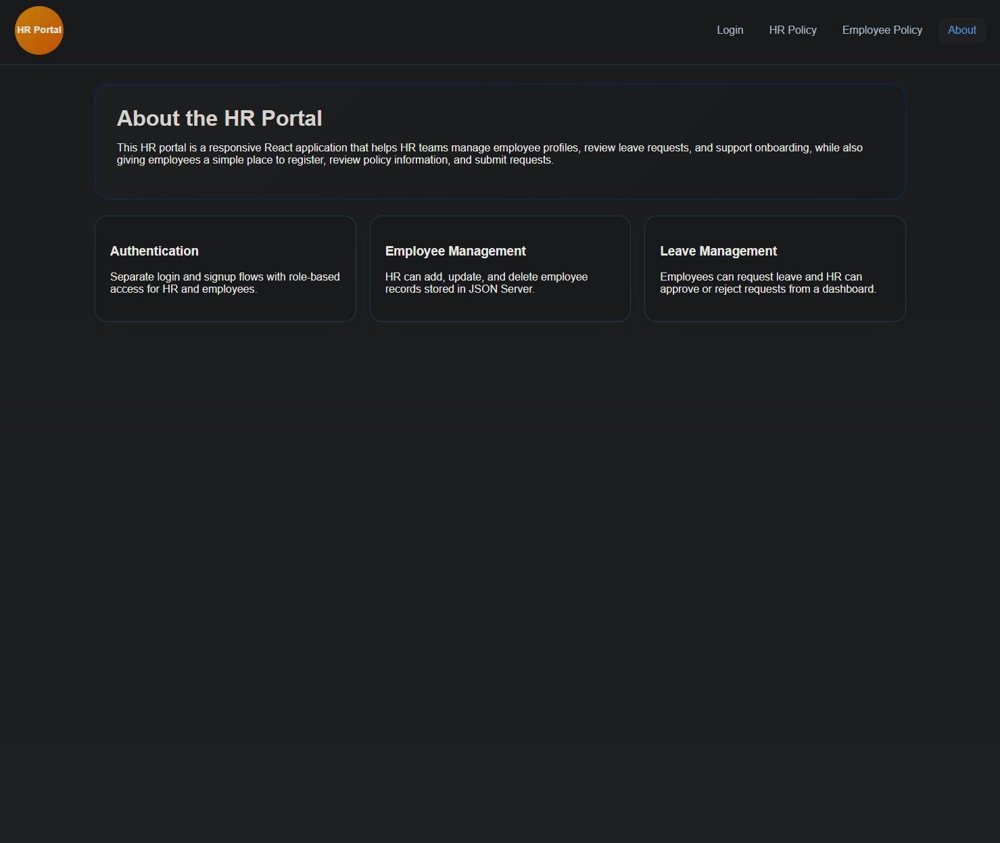 HR Portal
Login
HR Policy
Employee Policy
About
About the HR Portal
This HR portal is a responsive React application that helps HR teams manage employee profiles, review leave requests, and support onboarding, while also
giving employees a simple place to register, review policy information, and submit requests.
Authentication
Separate login and signup flows with role-based
access for HR and employees.
Employee Management
HR can add, update, and delete employee
records stored in JSON Server.
Leave Management
Employees can request leave and HR can
approve or reject requests from a dashboard.